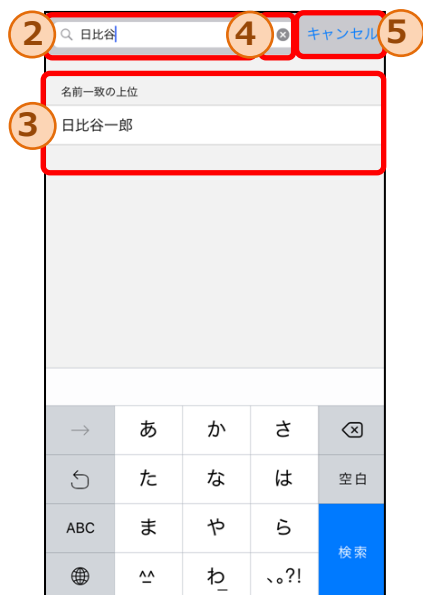 ② 日比谷 ④ キャンセル ⑤
名前一致の上位
③ 日比谷一郎
→ あ か さ
た な は 空白
ABC ま や ら 検索
^^ わ_ 、。?!